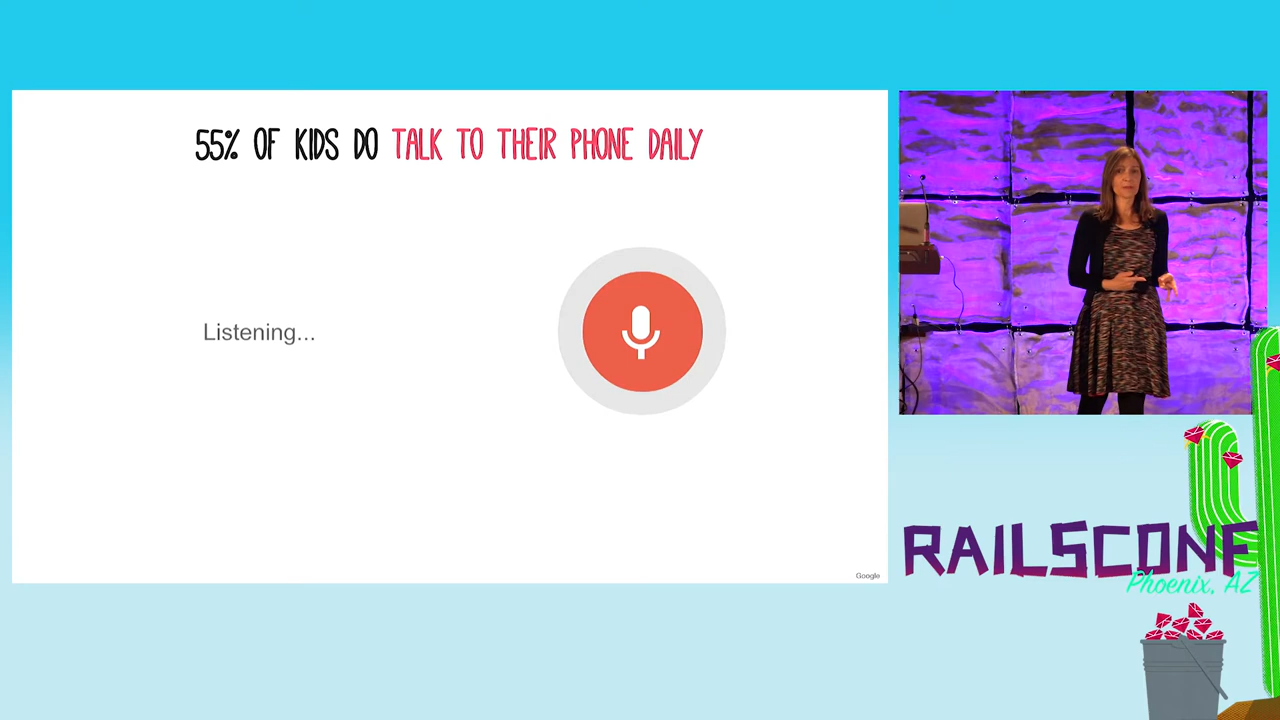 55% OF KIDS DO TALK TO THEIR PHONE DAILY
Listening...
Google
RAILSCONF
Phoenix, AZ